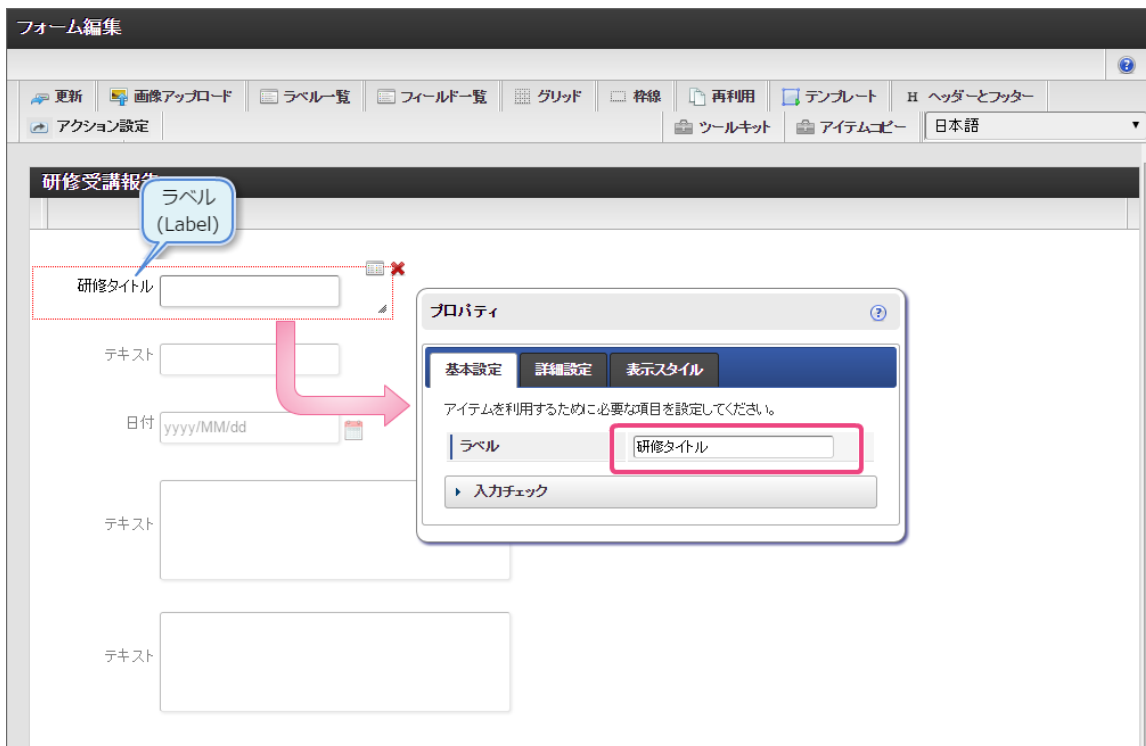 フォーム編集
更新 画像アップロード ラベル一覧 フィールド一覧 グリッド 枠線 再利用 テンプレート H ヘッダーとフッター
アクション設定 ツールキット アイテムコピー 日本語
研修受講報告
ラベル
(Label)
研修タイトル
プロパティ
テキスト
基本設定 詳細設定 表示スタイル
アイテムを利用するために必要な項目を設定してください。
日付 yyyy/MM/dd
ラベル 研修タイトル
入力チェック
テキスト
テキスト